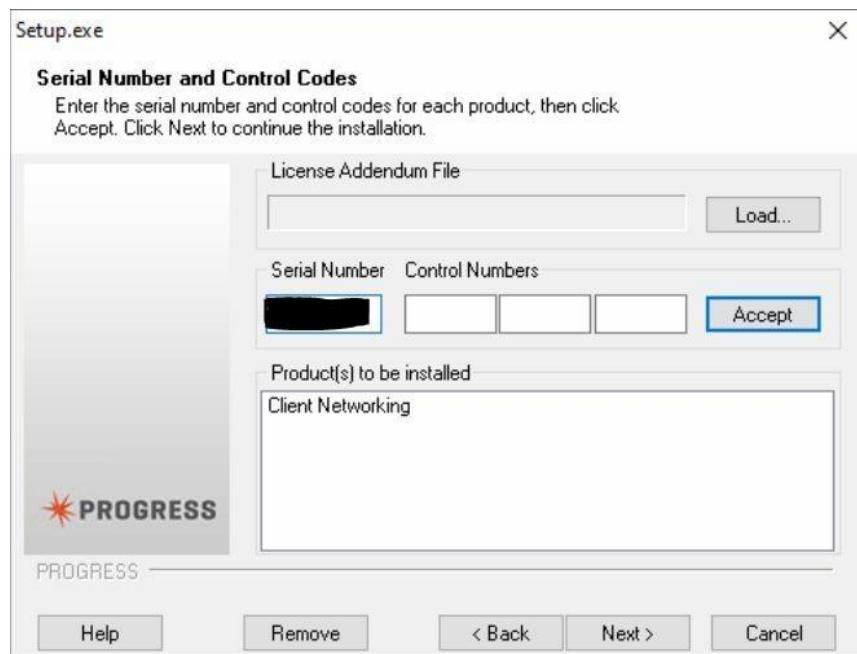 Setup.exe
Serial Number and Control Codes
Enter the serial number and control codes for each product, then click
Accept. Click Next to continue the installation.
License Addendum File
Load...
Serial Number Control Numbers
Accept
Product(s) to be installed
Client Networking
PROGRESS
PROGRESS
Help Remove < Back Next > Cancel